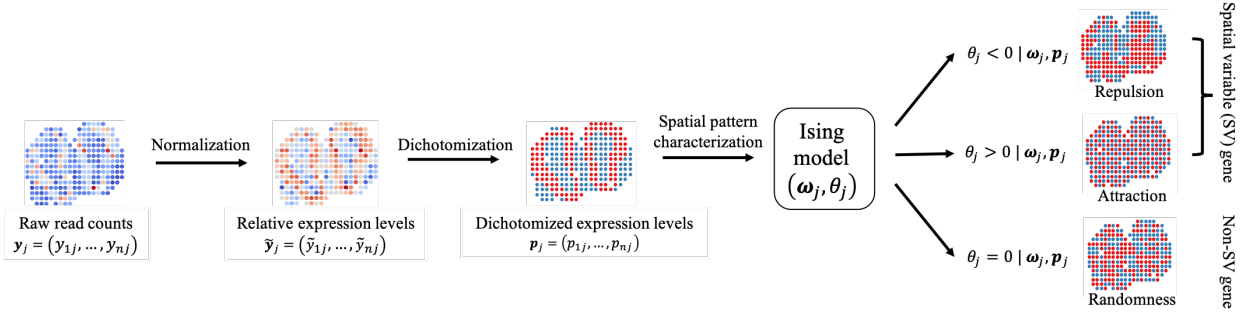 Raw read counts
𝒚ⱼ = (y₁ⱼ, …, yₙⱼ)
Normalization
Relative expression levels
𝒚̃ⱼ = (ỹ₁ⱼ, …, ỹₙⱼ)
Dichotomization
Dichotomized expression levels
𝒑ⱼ = (p₁ⱼ, …, pₙⱼ)
Spatial pattern
characterization
Ising
model
(𝝎ⱼ, θⱼ)
θⱼ < 0 | 𝝎ⱼ, 𝒑ⱼ
Repulsion
θⱼ > 0 | 𝝎ⱼ, 𝒑ⱼ
Attraction
θⱼ = 0 | 𝝎ⱼ, 𝒑ⱼ
Randomness
Spatial variable (SV) gene
Non-SV gene